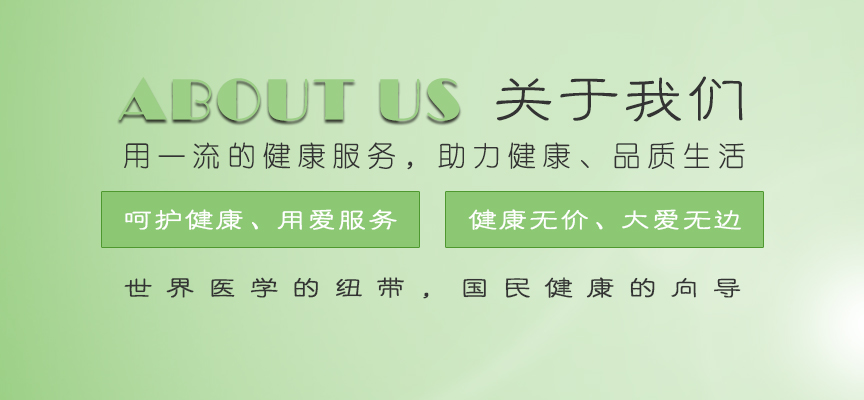 ABOUT US 关于我们
用一流的健康服务，助力健康、品质生活
呵护健康、用爱服务 健康无价、大爱无边
世界医学的纽带，国民健康的向导